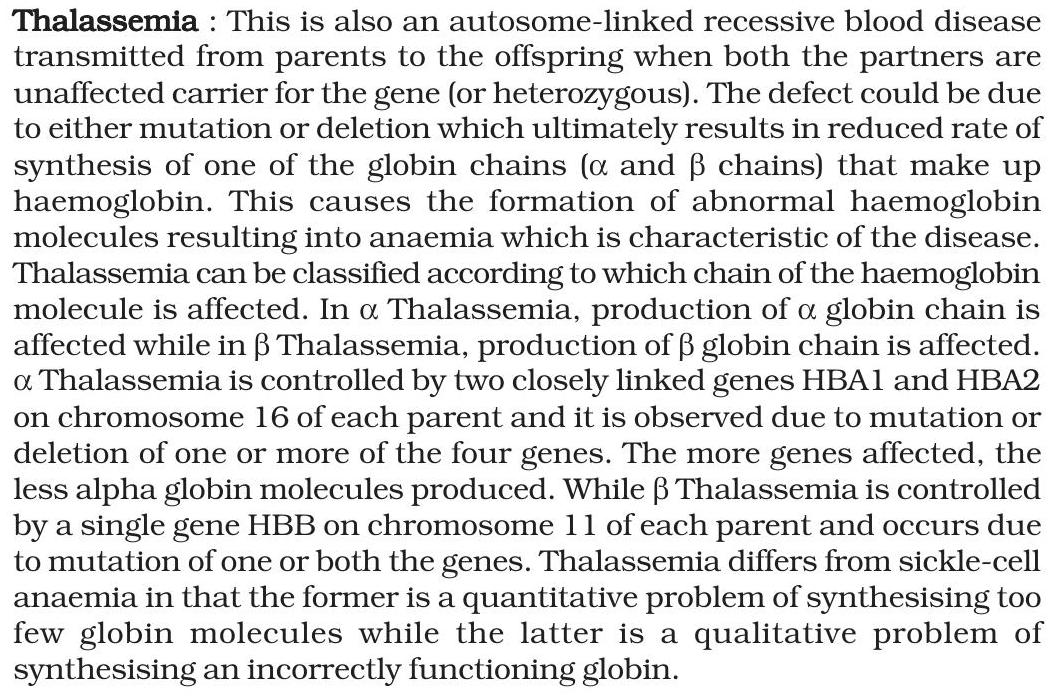 Thalassemia : This is also an autosome-linked recessive blood disease
transmitted from parents to the offspring when both the partners are
unaffected carrier for the gene (or heterozygous). The defect could be due
to either mutation or deletion which ultimately results in reduced rate of
synthesis of one of the globin chains (α and β chains) that make up
haemoglobin. This causes the formation of abnormal haemoglobin
molecules resulting into anaemia which is characteristic of the disease.
Thalassemia can be classified according to which chain of the haemoglobin
molecule is affected. In α Thalassemia, production of α globin chain is
affected while in β Thalassemia, production of β globin chain is affected.
α Thalassemia is controlled by two closely linked genes HBA1 and HBA2
on chromosome 16 of each parent and it is observed due to mutation or
deletion of one or more of the four genes. The more genes affected, the
less alpha globin molecules produced. While β Thalassemia is controlled
by a single gene HBB on chromosome 11 of each parent and occurs due
to mutation of one or both the genes. Thalassemia differs from sickle-cell
anaemia in that the former is a quantitative problem of synthesising too
few globin molecules while the latter is a qualitative problem of
synthesising an incorrectly functioning globin.